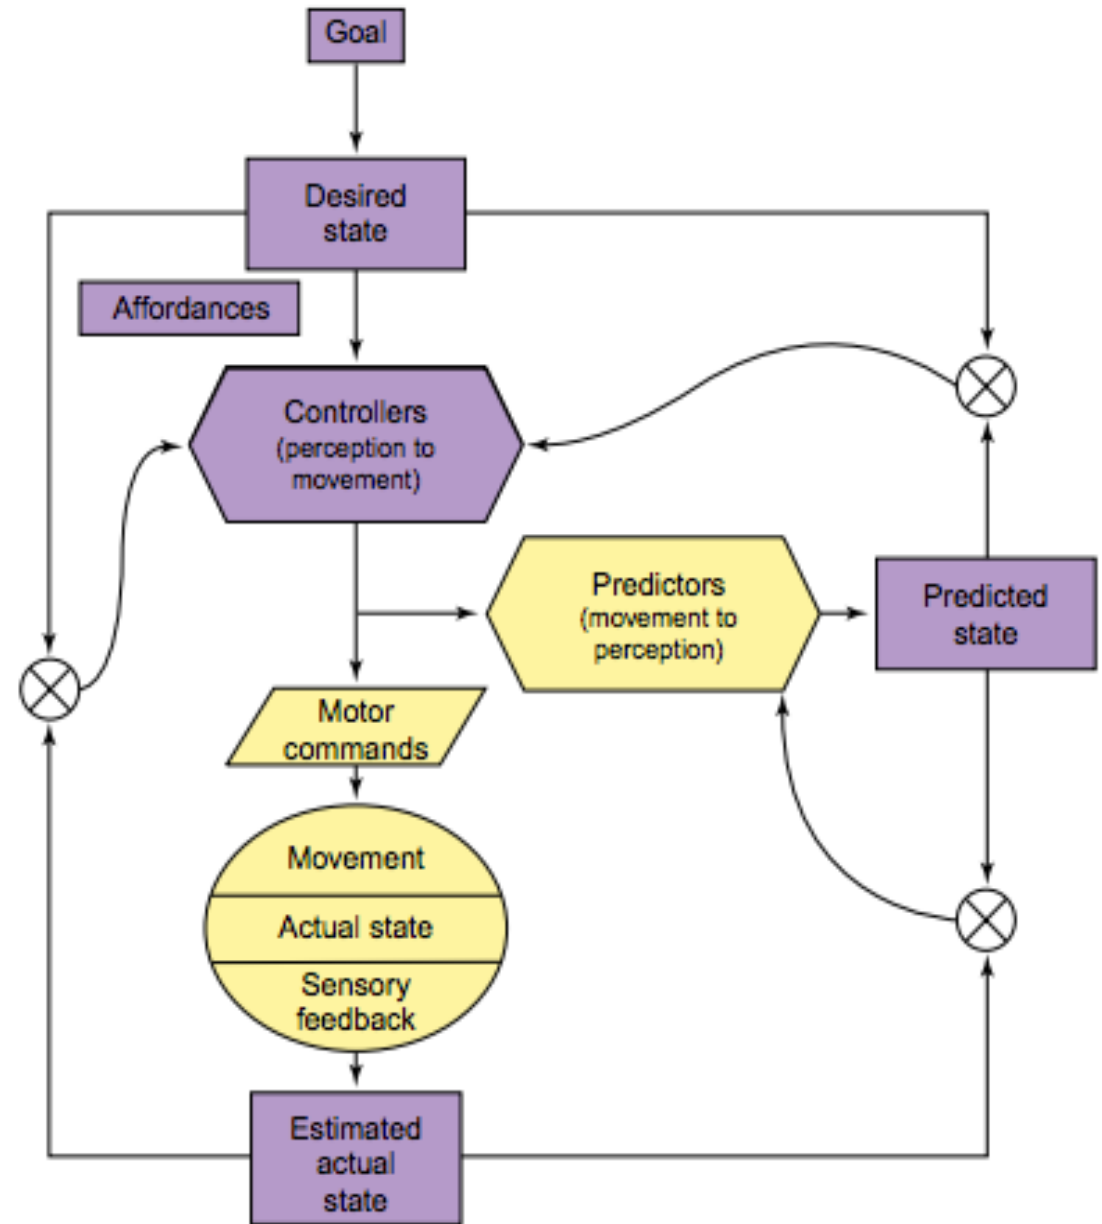 Goal
Desired
state
Affordances
Controllers
(perception to
movement)
Predictors
(movement to
perception)
Predicted
state
Motor
commands
Movement
Actual state
Sensory
feedback
Estimated
actual
state